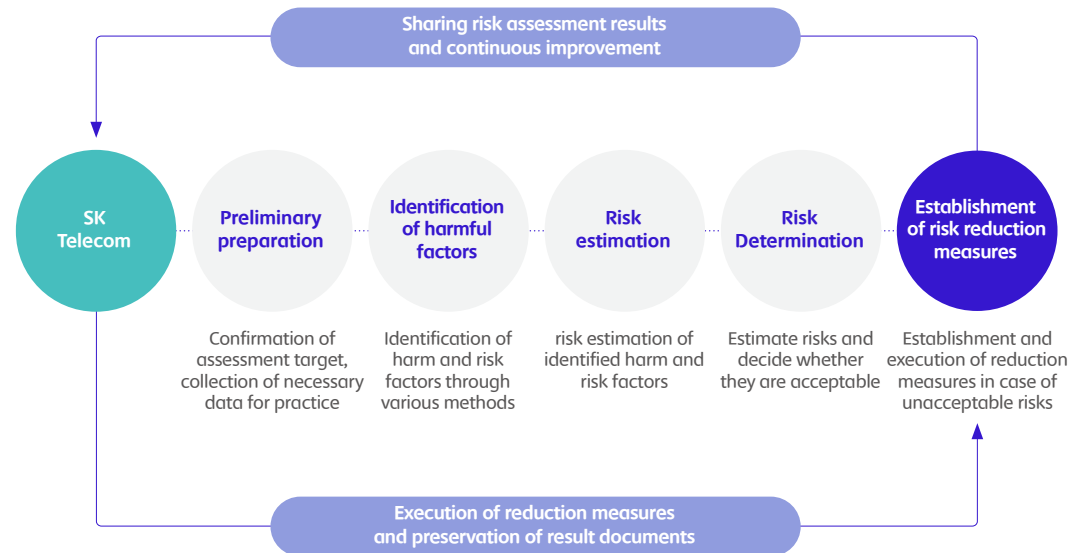 Sharing risk assessment results
and continuous improvement
SK
Telecom
Preliminary
preparation
Identification
of harmful
factors
Risk
estimation
Risk
Determination
Establishment
of risk reduction
measures
Confirmation of
assessment target,
collection of necessary
data for practice
Identification of
harm and risk
factors through
various methods
risk estimation of
identified harm and
risk factors
Estimate risks and
decide whether
they are acceptable
Establishment and
execution of reduction
measures in case of
unacceptable risks
Execution of reduction measures
and preservation of result documents